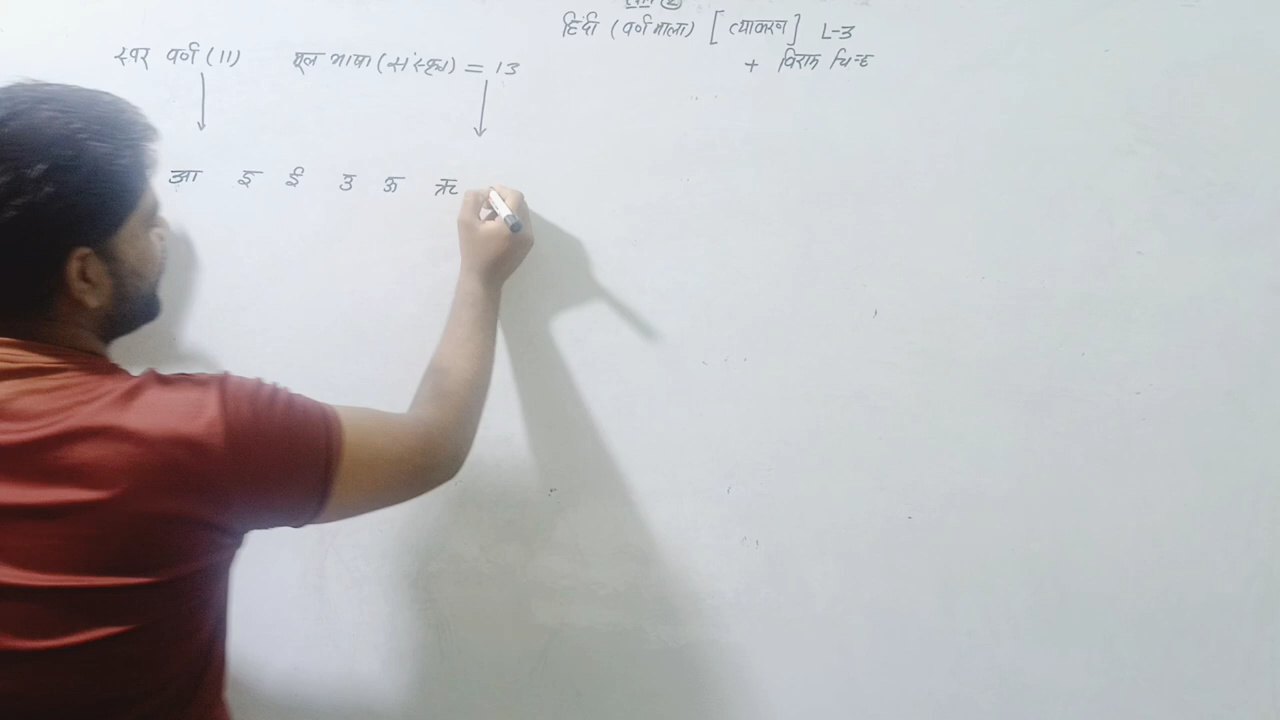 हिंदी (वर्ण माला) [व्याकरण] L-3
+ विराम चिन्ह
स्वर वर्ण (11) मूल भाषा (संस्कृत) = 13
आ इ ई उ ऊ ऋ